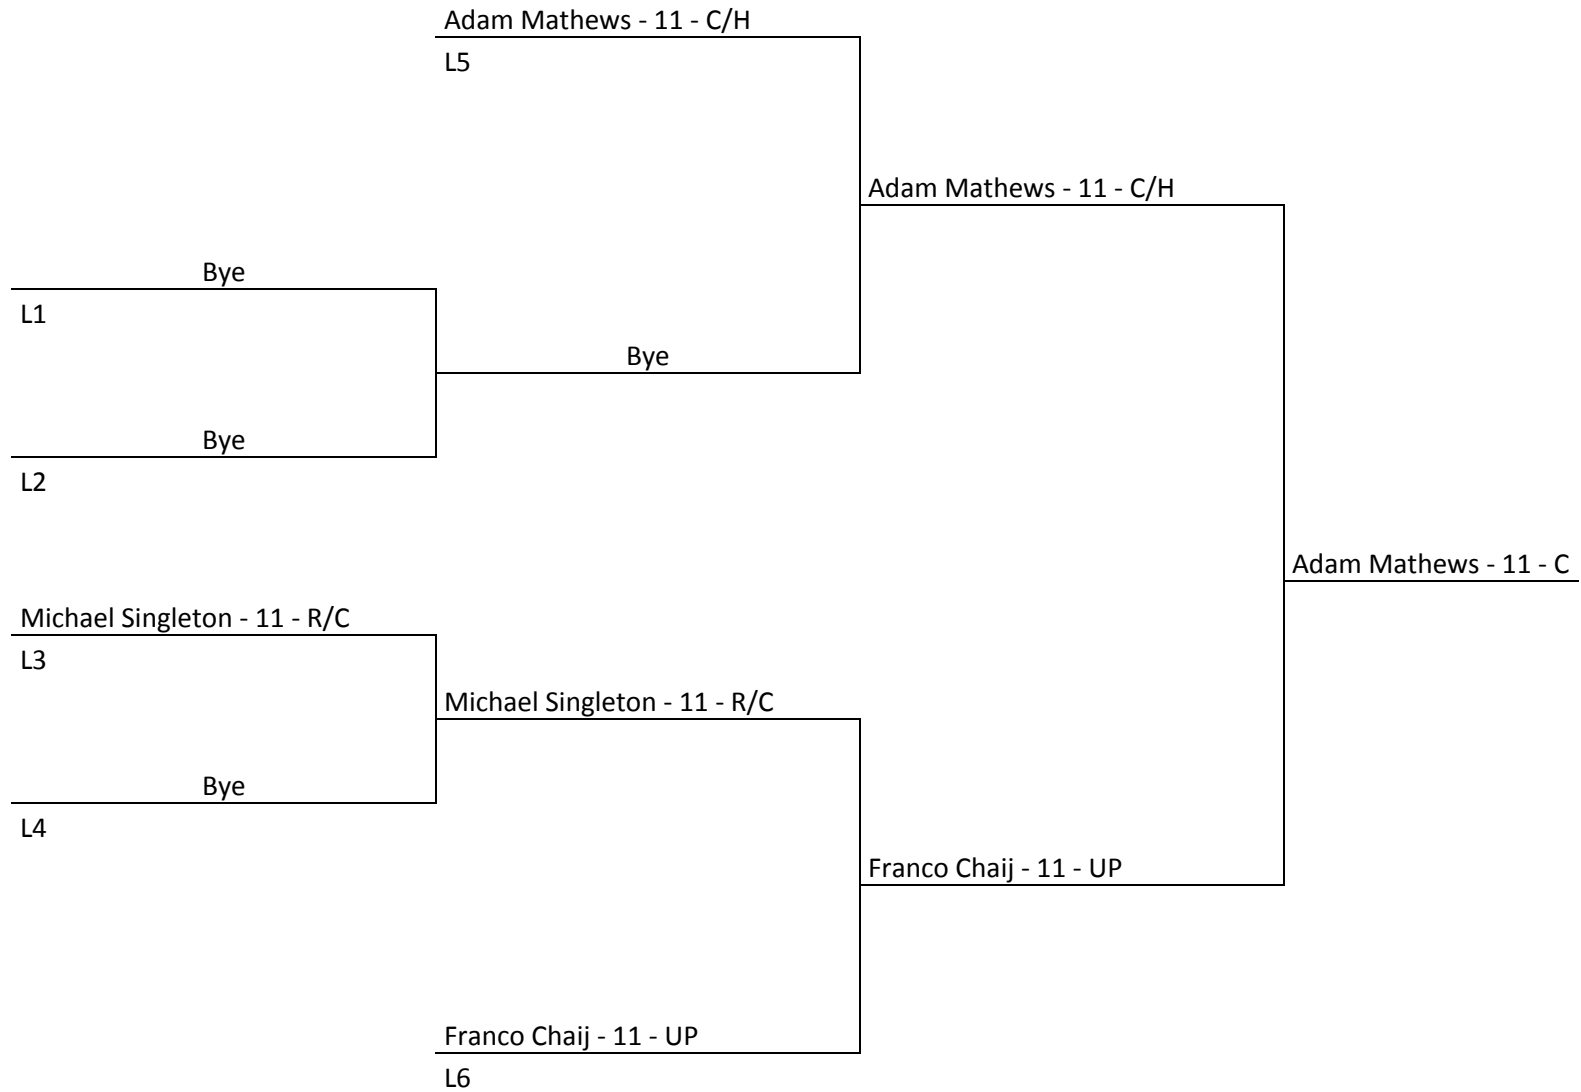 Adam Mathews - 11 - C/H
L5
Adam Mathews - 11 - C/H
Bye
L1
Bye
Bye
L2
Adam Mathews - 11 - C
Michael Singleton - 11 - R/C
L3
Michael Singleton - 11 - R/C
Bye
L4
Franco Chaij - 11 - UP
Franco Chaij - 11 - UP
L6